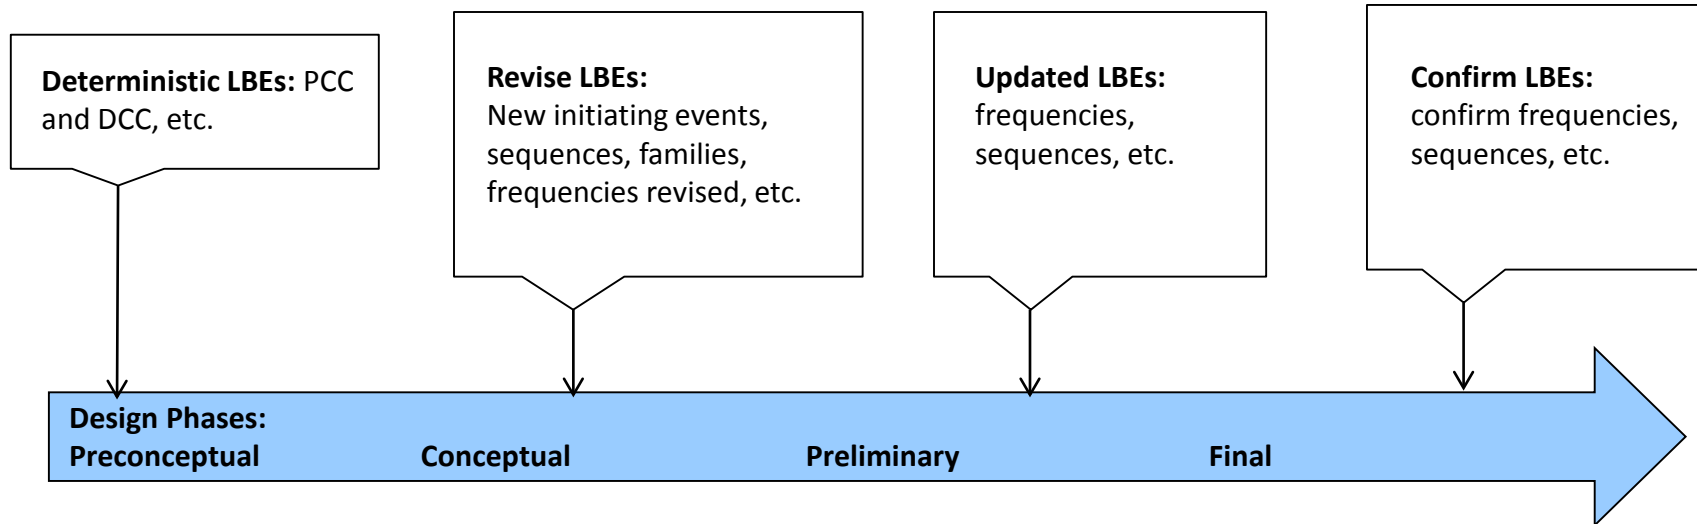 Deterministic LBEs: PCC
and DCC, etc.
Revise LBEs:
New initiating events,
sequences, families,
frequencies revised, etc.
Updated LBEs:
frequencies,
sequences, etc.
Confirm LBEs:
confirm frequencies,
sequences, etc.
Design Phases:
Preconceptual Conceptual Preliminary Final